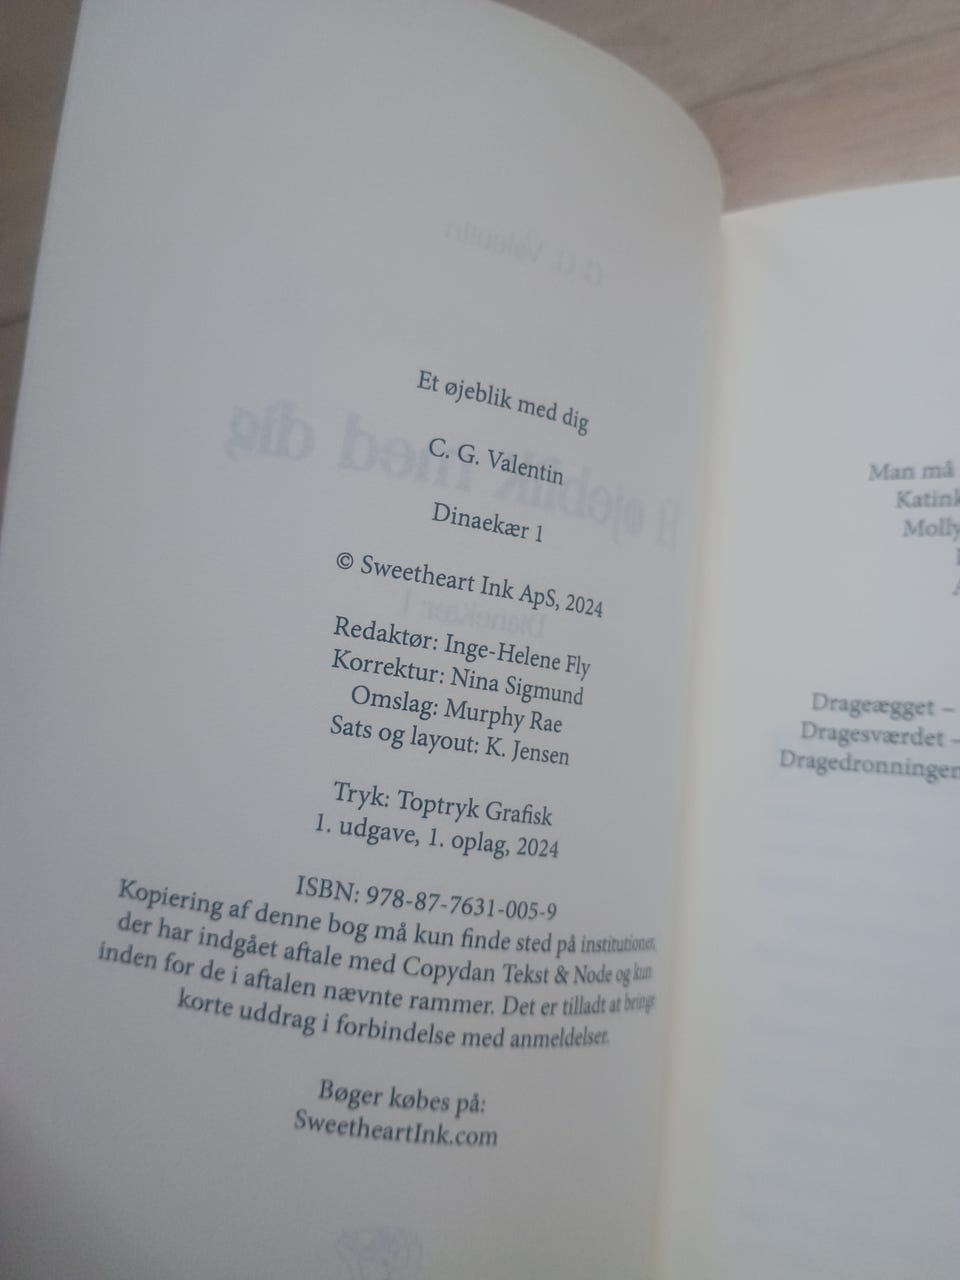 Et øjeblik med dig
C. G. Valentin
Dinaekær 1
© Sweetheart Ink ApS, 2024
Redaktør: Inge-Helene Fly
Korrektur: Nina Sigmund
Omslag: Murphy Rae
Sats og layout: K. Jensen
Tryk: Toptryk Grafisk
1. udgave, 1. oplag, 2024
ISBN: 978-87-7631-005-9
Kopiering af denne bog må kun finde sted på institutioner,
der har indgået aftale med Copydan Tekst & Node og kun
inden for de i aftalen nævnte rammer. Det er tilladt at bringe
korte uddrag i forbindelse med anmeldelser.
Bøger købes på:
SweetheartInk.com
Man må
Katink
Molly
Drageægget –
Dragesværdet –
Dragedronningen